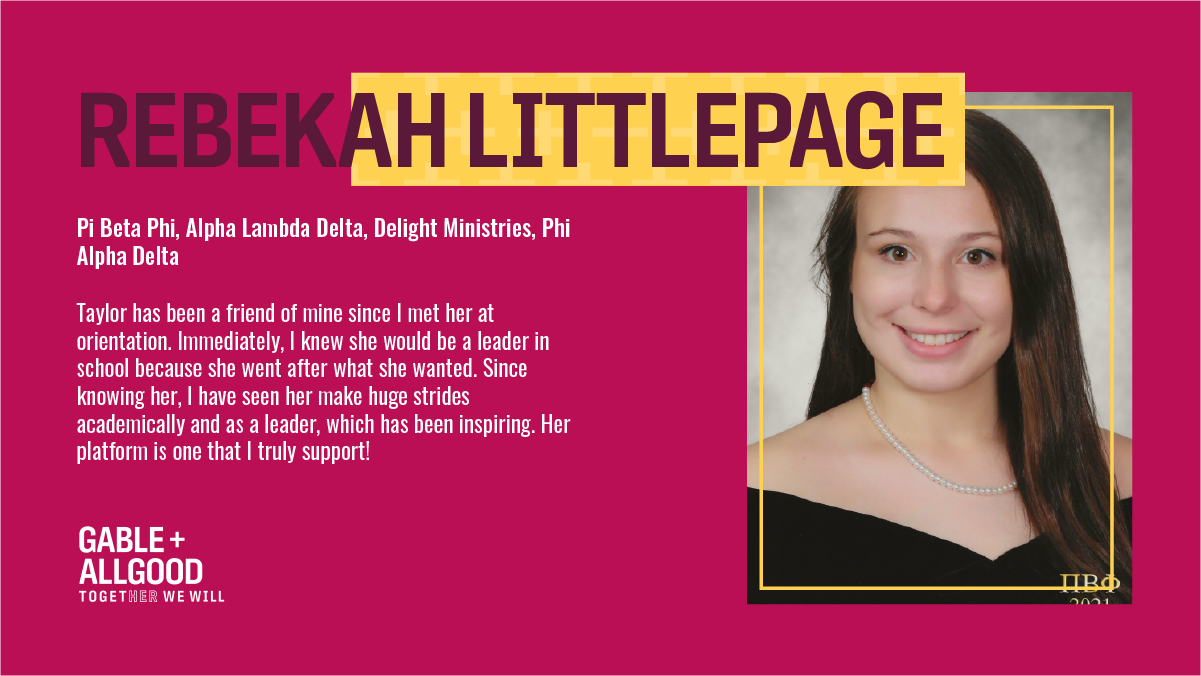 REBEKAH LITTLEPAGE
Pi Beta Phi, Alpha Lambda Delta, Delight Ministries, Phi
Alpha Delta
Taylor has been a friend of mine since I met her at
orientation. Immediately, I knew she would be a leader in
school because she went after what she wanted. Since
knowing her, I have seen her make huge strides
academically and as a leader, which has been inspiring. Her
platform is one that I truly support!
GABLE +
ALLGOOD
TOGETHER WE WILL
ΠΒΦ
2021